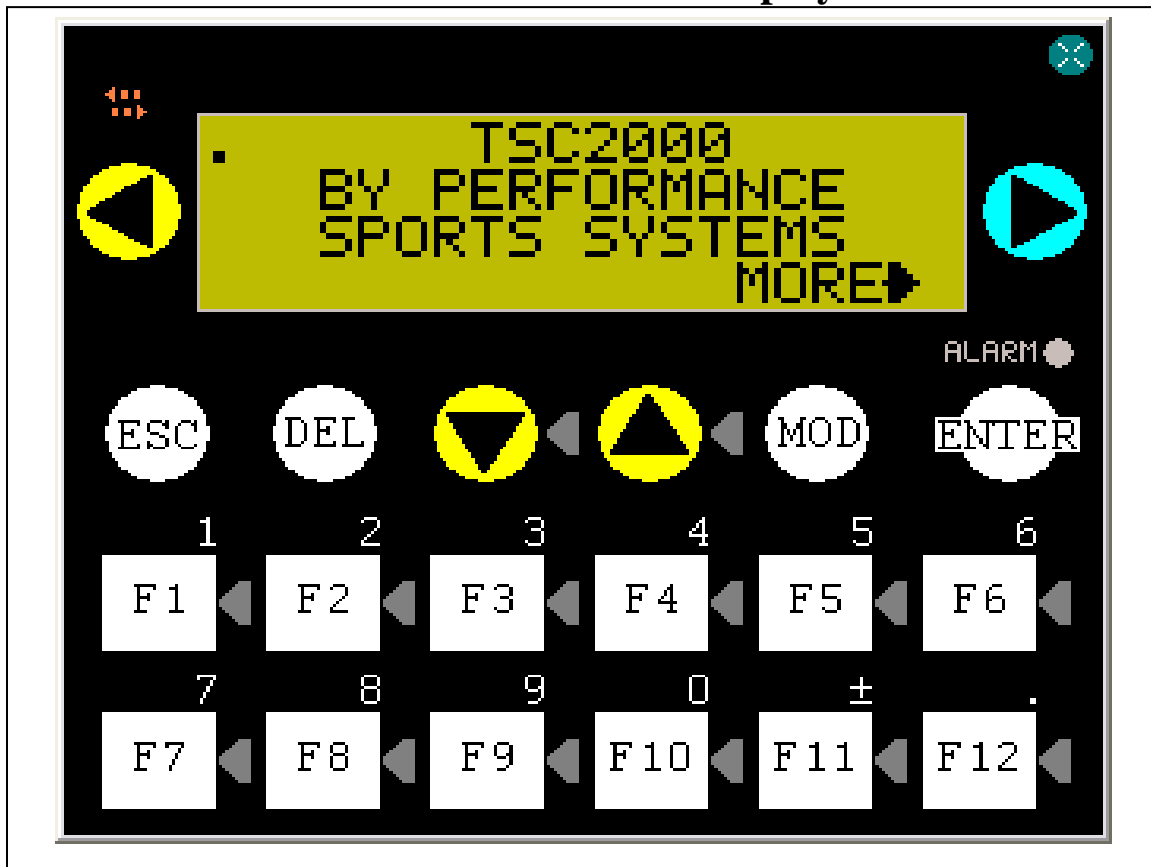 TSC2000
BY PERFORMANCE
SPORTS SYSTEMS
MORE
ALARM
ESC DEL MOD ENTER
1 2 3 4 5 6
F1 F2 F3 F4 F5 F6
7 8 9 0 ± .
F7 F8 F9 F10 F11 F12